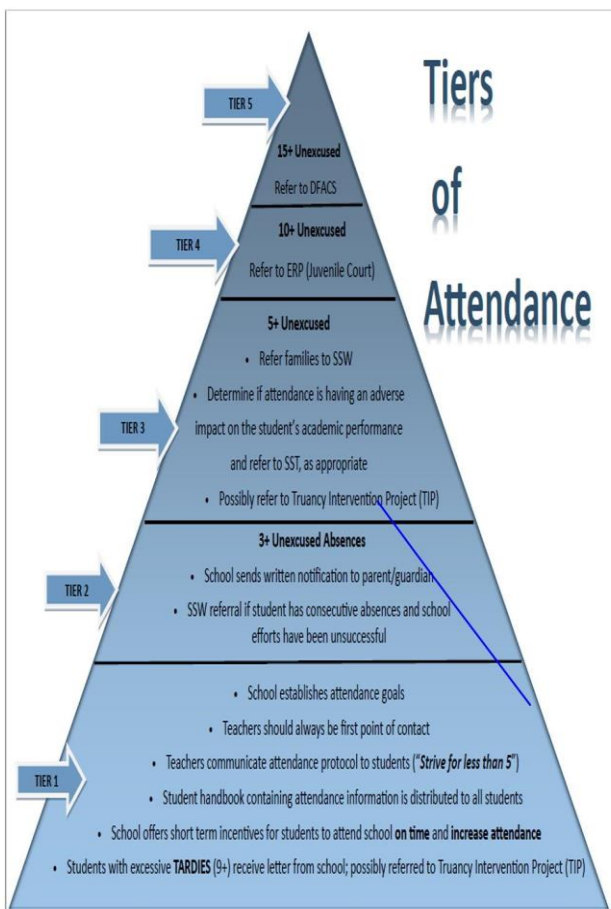 Tiers
of
Attendance
TIER 5
15+ Unexcused
Refer to DFACS
TIER 4
10+ Unexcused
Refer to ERP (Juvenile Court)
TIER 3
5+ Unexcused
• Refer families to SSW
• Determine if attendance is having an adverse
impact on the student's academic performance
and refer to SST, as appropriate
• Possibly refer to Truancy Intervention Project (TIP)
TIER 2
3+ Unexcused Absences
• School sends written notification to parent/guardian
• SSW referral if student has consecutive absences and school
efforts have been unsuccessful
TIER 1
• School establishes attendance goals
• Teachers should always be first point of contact
• Teachers communicate attendance protocol to students ("Strive for less than 5")
• Student handbook containing attendance information is distributed to all students
• School offers short term incentives for students to attend school on time and increase attendance
• Students with excessive TARDIES (9+) receive letter from school; possibly referred to Truancy Intervention Project (TIP)